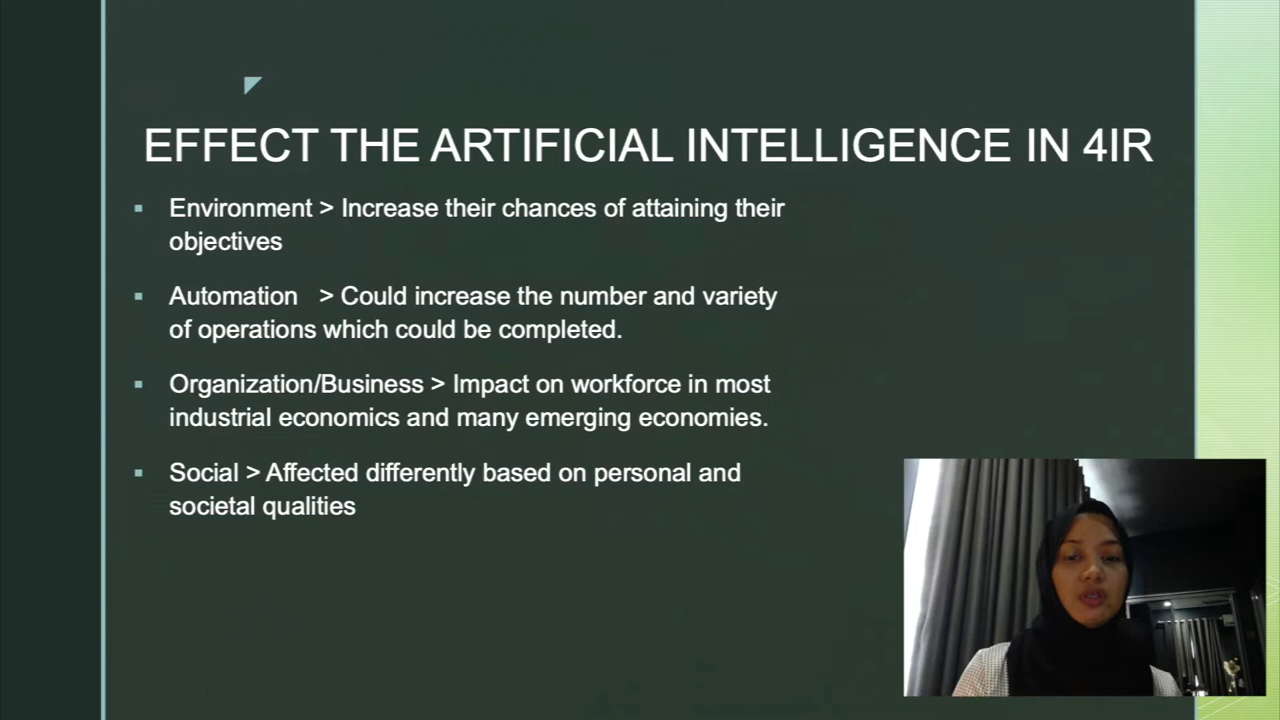 EFFECT THE ARTIFICIAL INTELLIGENCE IN 4IR
Environment > Increase their chances of attaining their
objectives
Automation > Could increase the number and variety
of operations which could be completed.
Organization/Business > Impact on workforce in most
industrial economics and many emerging economies.
Social > Affected differently based on personal and
societal qualities